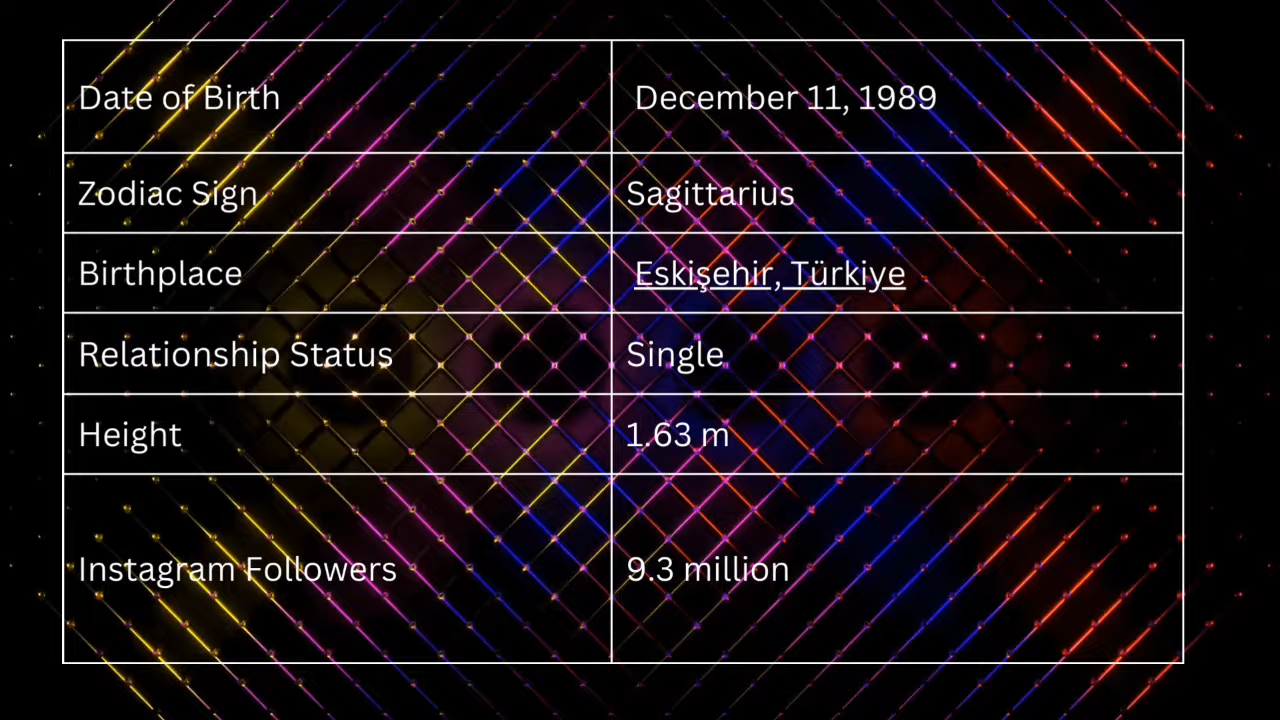 Date of Birth
December 11, 1989
Zodiac Sign
Sagittarius
Birthplace
Eskişehir, Türkiye
Relationship Status
Single
Height
1.63 m
Instagram Followers
9.3 million